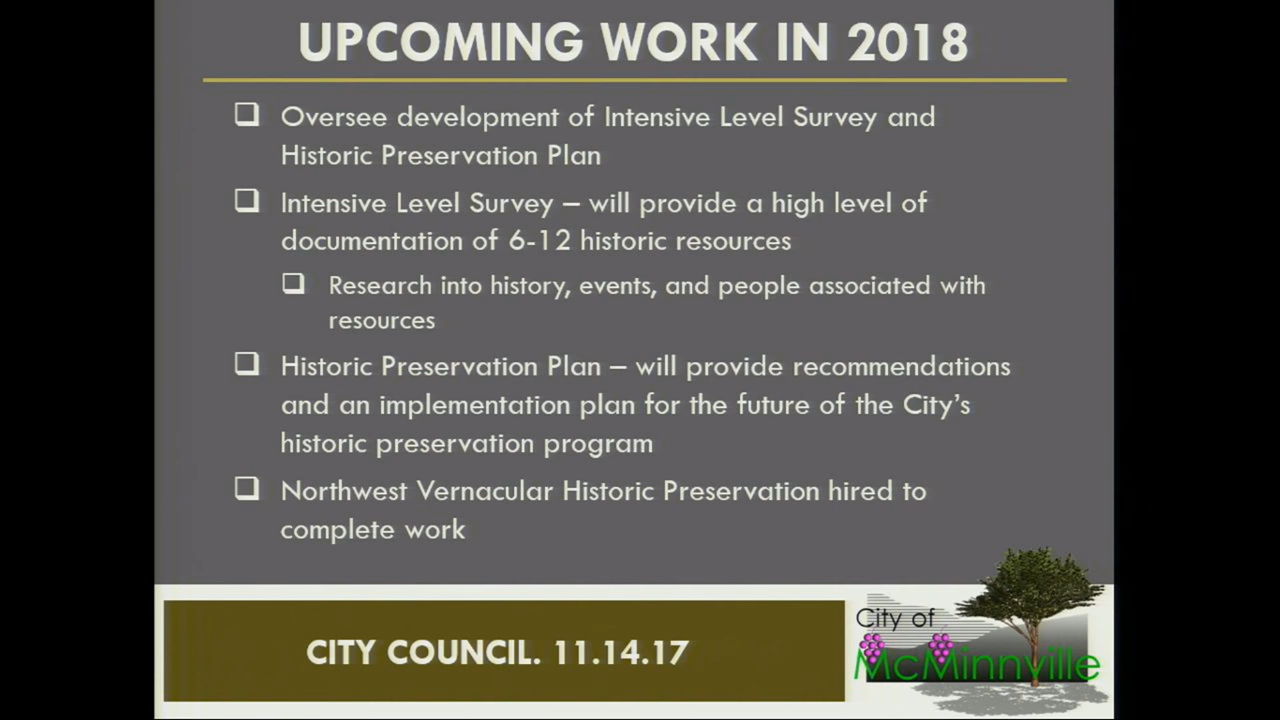 UPCOMING WORK IN 2018
Oversee development of Intensive Level Survey and
Historic Preservation Plan
Intensive Level Survey – will provide a high level of
documentation of 6-12 historic resources
Research into history, events, and people associated with
resources
Historic Preservation Plan – will provide recommendations
and an implementation plan for the future of the City's
historic preservation program
Northwest Vernacular Historic Preservation hired to
complete work
CITY COUNCIL. 11.14.17
City of
McMinnville